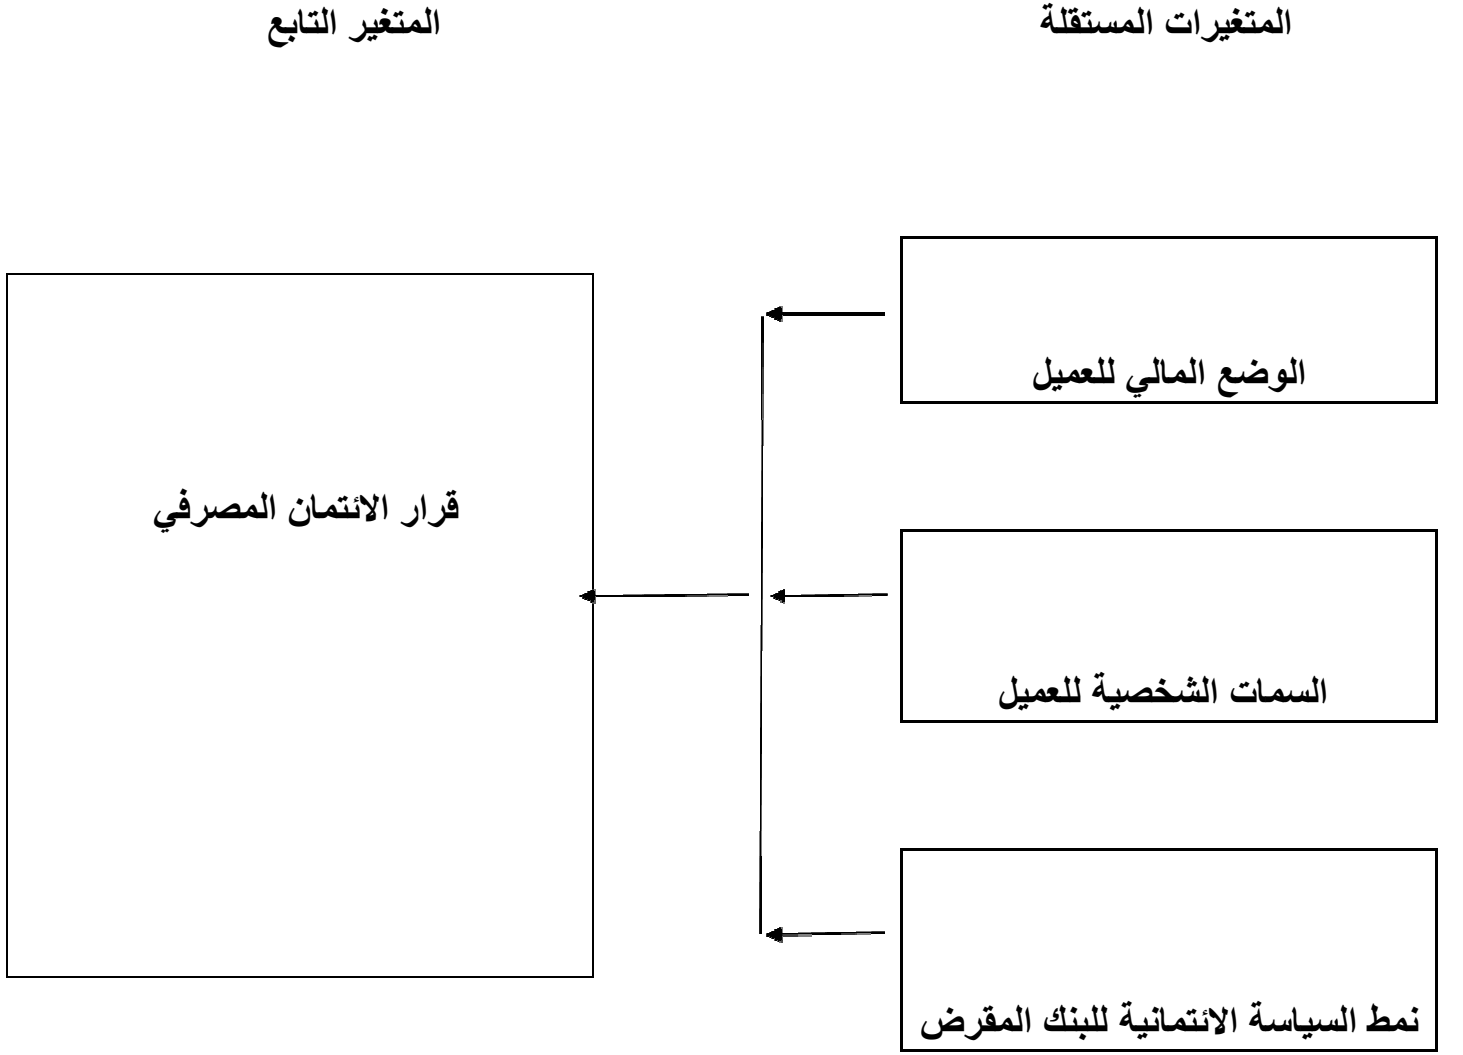 المتغيرات المستقلة
المتغير التابع
الوضع المالي للعميل
السمات الشخصية للعميل
نمط السياسة الائتمانية للبنك المقرض
قرار الائتمان المصرفي